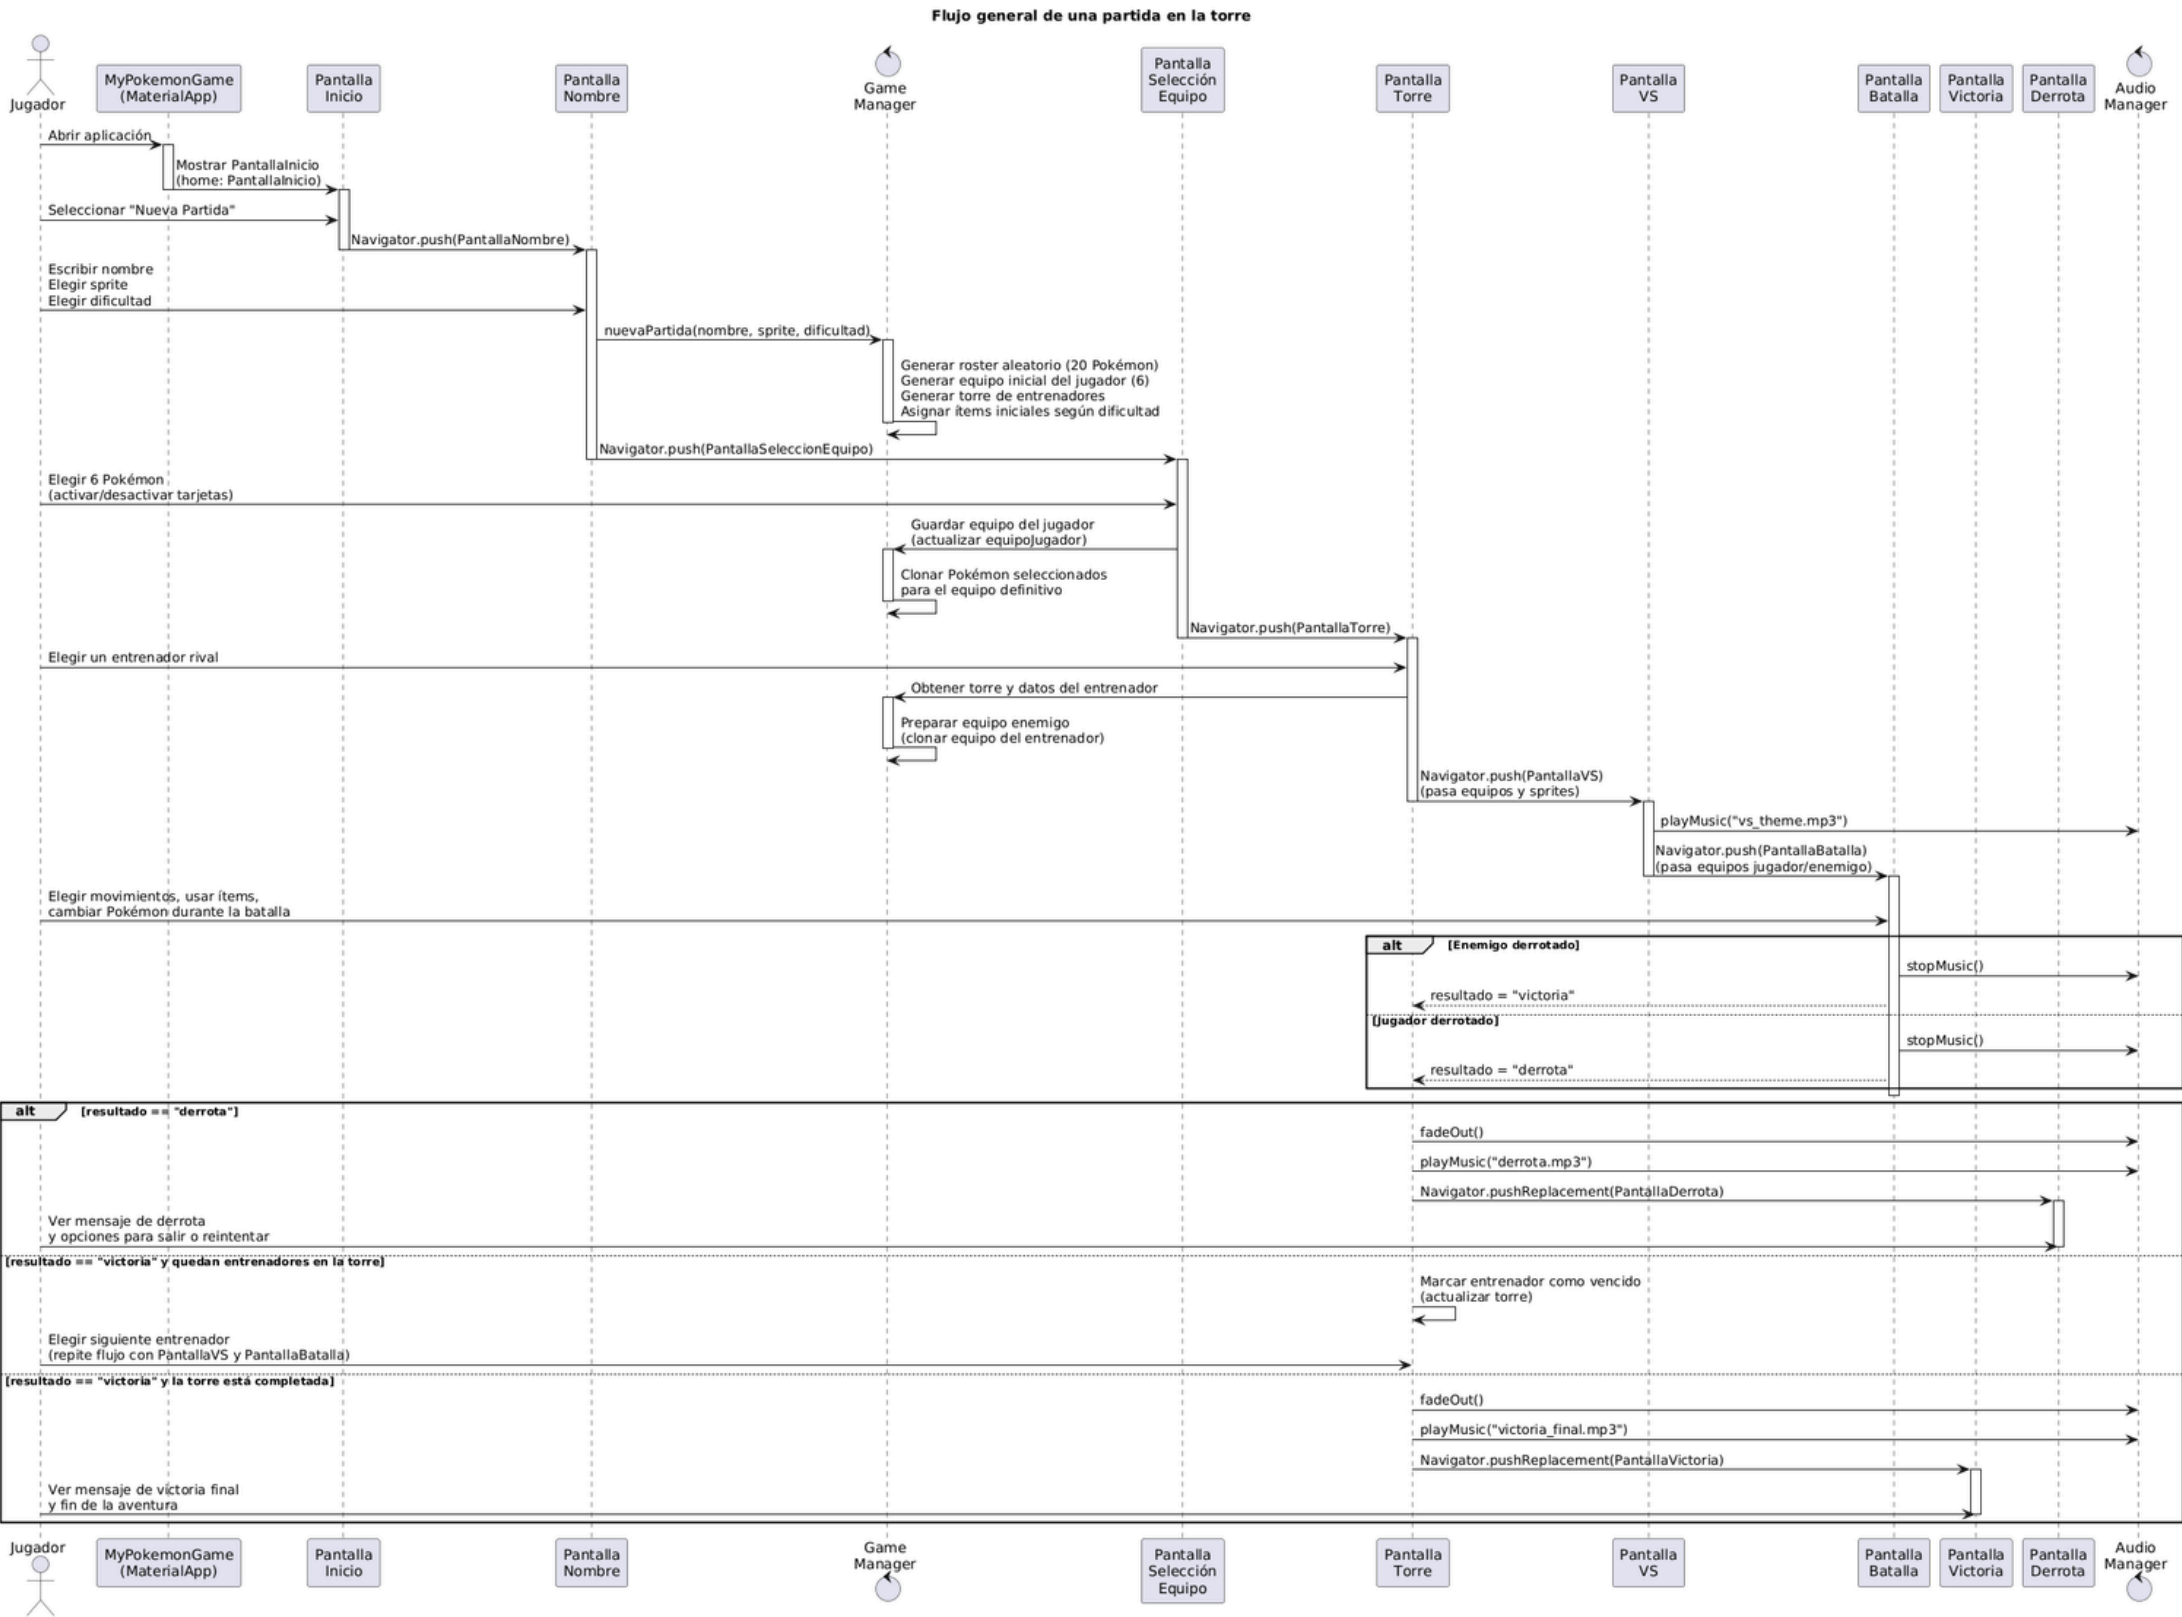 Flujo general de una partida en la torre
Jugador
MyPokemonGame
(MaterialApp)
Pantalla
Inicio
Pantalla
Nombre
Game
Manager
Pantalla
Selección
Equipo
Pantalla
Torre
Pantalla
VS
Pantalla
Batalla
Pantalla
Victoria
Pantalla
Derrota
Audio
Manager
Abrir aplicación
Mostrar PantallaInicio
(home: PantallaInicio)
Seleccionar "Nueva Partida"
Navigator.push(PantallaNombre)
Escribir nombre
Elegir sprite
Elegir dificultad
nuevaPartida(nombre, sprite, dificultad)
Generar roster aleatorio (20 Pokémon)
Generar equipo inicial del jugador (6)
Generar torre de entrenadores
Asignar ítems iniciales según dificultad
Navigator.push(PantallaSeleccionEquipo)
Elegir 6 Pokémon
(activar/desactivar tarjetas)
Guardar equipo del jugador
(actualizar equipoJugador)
Clonar Pokémon seleccionados
para el equipo definitivo
Navigator.push(PantallaTorre)
Elegir un entrenador rival
Obtener torre y datos del entrenador
Preparar equipo enemigo
(clonar equipo del entrenador)
Navigator.push(PantallaVS)
(pasa equipos y sprites)
playMusic("vs_theme.mp3")
Navigator.push(PantallaBatalla)
(pasa equipos jugador/enemigo)
Elegir movimientos, usar ítems,
cambiar Pokémon durante la batalla
alt [Enemigo derrotado]
stopMusic()
resultado = "victoria"
[Jugador derrotado]
stopMusic()
resultado = "derrota"
alt [resultado == "derrota"]
fadeOut()
playMusic("derrota.mp3")
Navigator.pushReplacement(PantallaDerrota)
Ver mensaje de derrota
y opciones para salir o reintentar
[resultado == "victoria" y quedan entrenadores en la torre]
Marcar entrenador como vencido
(actualizar torre)
Elegir siguiente entrenador
(repite flujo con PantallaVS y PantallaBatalla)
[resultado == "victoria" y la torre está completada]
fadeOut()
playMusic("victoria_final.mp3")
Navigator.pushReplacement(PantallaVictoria)
Ver mensaje de victoria final
y fin de la aventura
Jugador
MyPokemonGame
(MaterialApp)
Pantalla
Inicio
Pantalla
Nombre
Game
Manager
Pantalla
Selección
Equipo
Pantalla
Torre
Pantalla
VS
Pantalla
Batalla
Pantalla
Victoria
Pantalla
Derrota
Audio
Manager